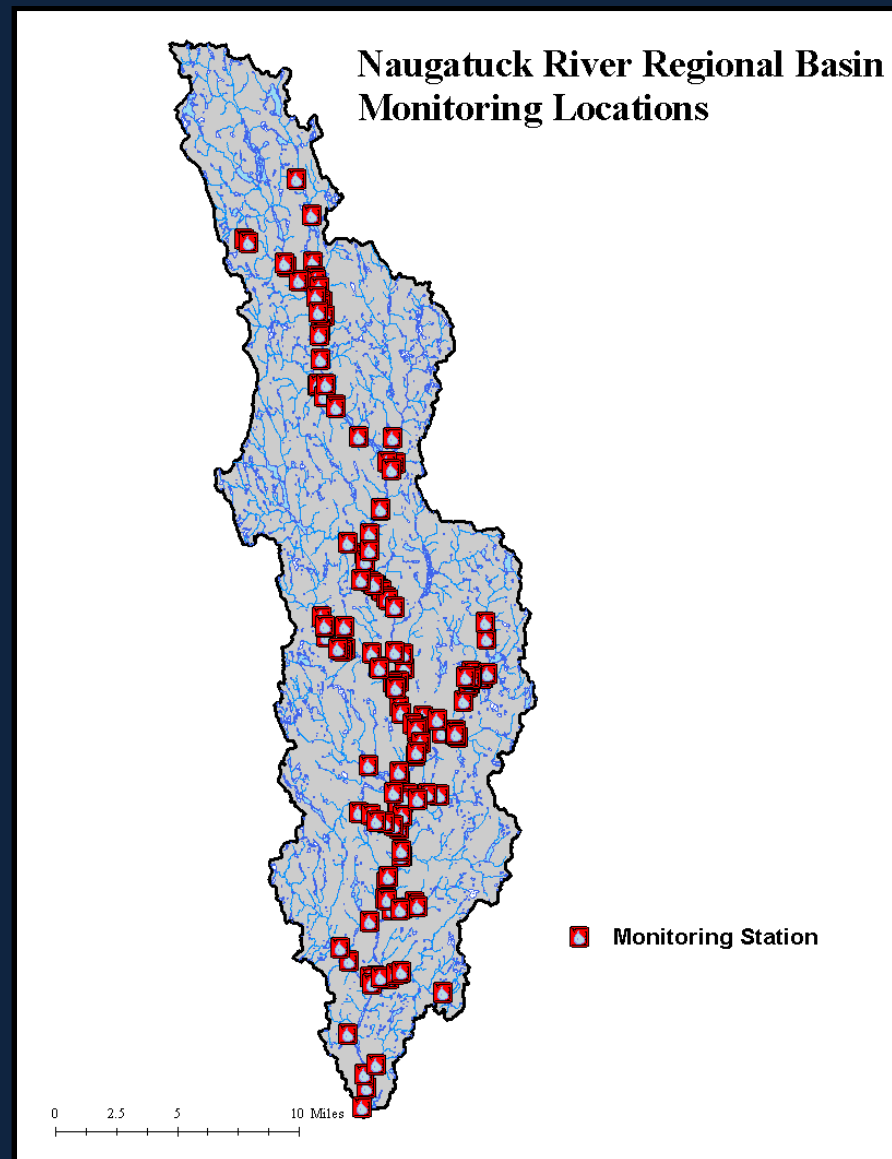 Naugatuck River Regional Basin
Monitoring Locations
Monitoring Station
0 2.5 5 10 Miles